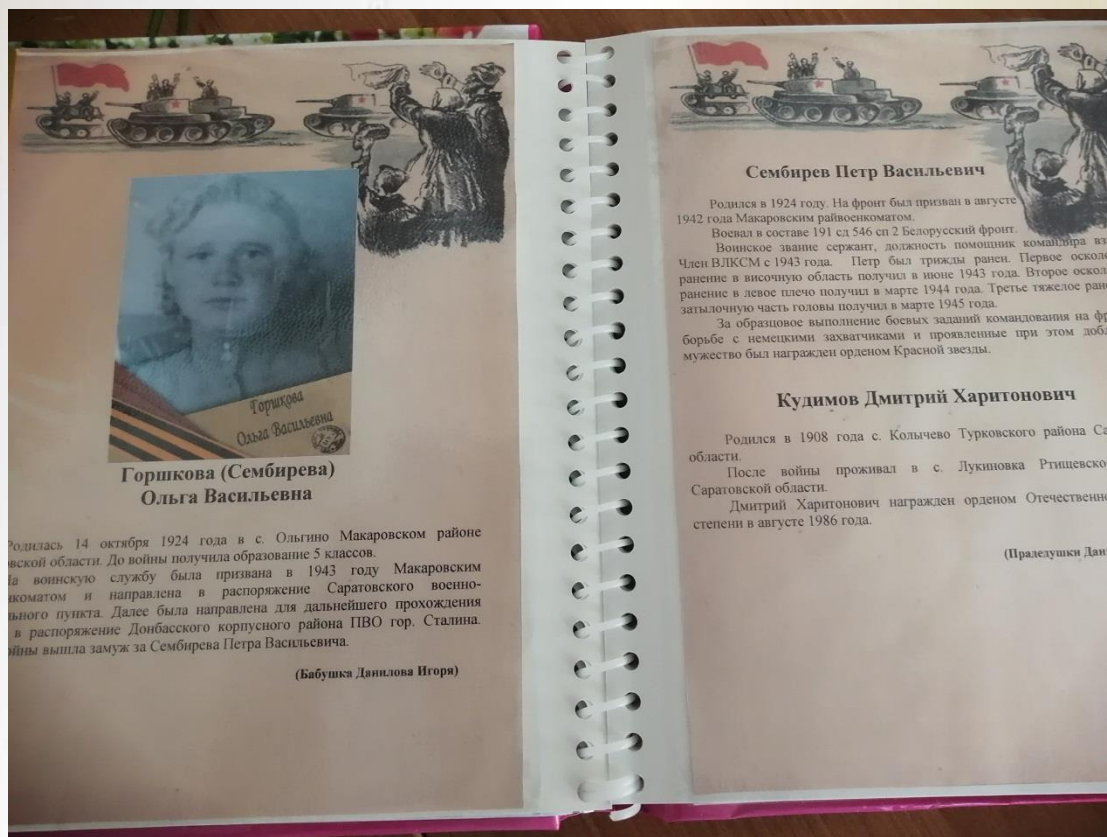 Горшкова
Ольга Васильевна
Горшкова (Сембирева)
Ольга Васильевна
Родилась 14 октября 1924 года в с. Ольгино Макаровском районе
овской области. До войны получила образование 5 классов.
На воинскую службу была призвана в 1943 году Макаровским
нкоматом и направлена в распоряжение Саратовского военно-
льного пункта. Далее была направлена для дальнейшего прохождения
в распоряжение Донбасского корпусного района ПВО гор. Сталина.
ойны вышла замуж за Сембирева Петра Васильевича.
(Бабушка Данилова Игоря)
Сембирев Петр Васильевич
Родился в 1924 году. На фронт был призван в августе
1942 года Макаровским райвоенкоматом.
Воевал в составе 191 сд 546 сп 2 Белорусский фронт.
Воинское звание сержант, должность помощник командира вз
Член ВЛКСМ с 1943 года. Петр был трижды ранен. Первое осколо
ранение в височную область получил в июне 1943 года. Второе оскол
ранение в левое плечо получил в марте 1944 года. Третье тяжелое ран
затылочную часть головы получил в марте 1945 года.
За образцовое выполнение боевых заданий командования на фр
борьбе с немецкими захватчиками и проявленные при этом добл
мужество был награжден орденом Красной звезды.
Кудимов Дмитрий Харитонович
Родился в 1908 года с. Колычево Турковского района Са
области.
После войны проживал в с. Лукиновка Ртищевско
Саратовской области.
Дмитрий Харитонович награжден орденом Отечественно
степени в августе 1986 года.
(Прадедушки Дан